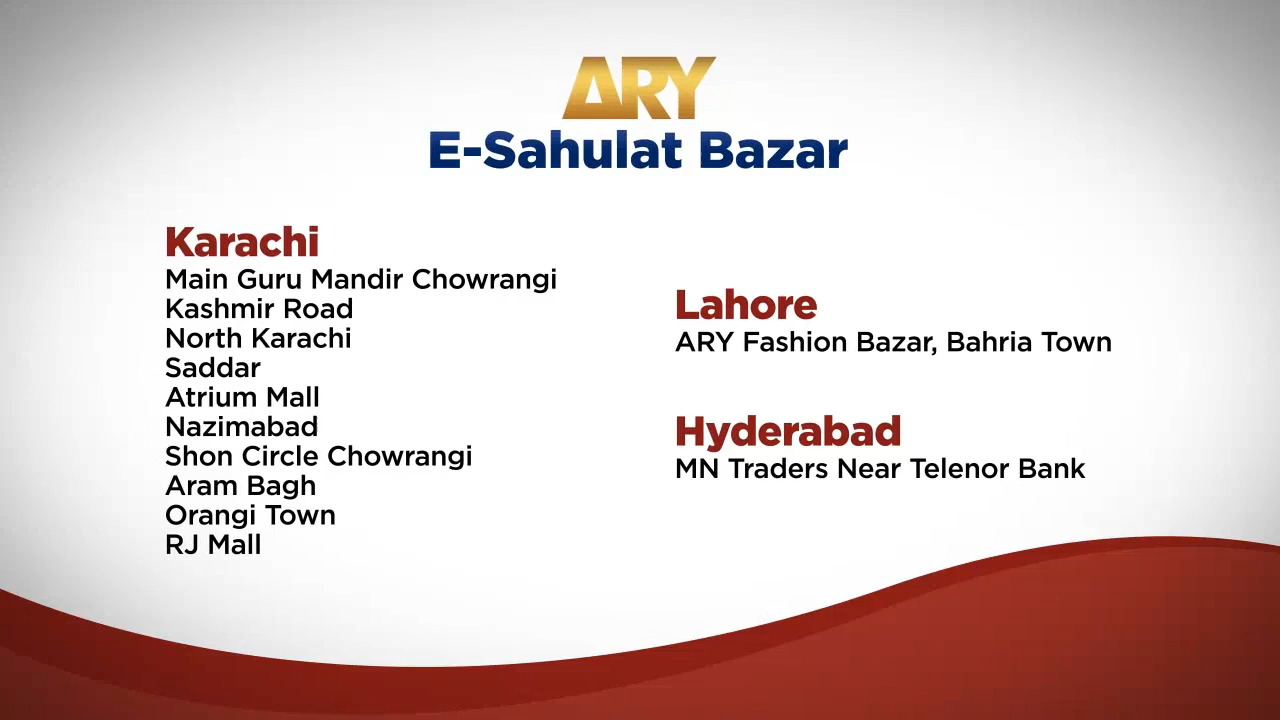 ARY
E-Sahulat Bazar
Karachi
Main Guru Mandir Chowrangi
Kashmir Road
North Karachi
Saddar
Atrium Mall
Nazimabad
Shon Circle Chowrangi
Aram Bagh
Orangi Town
RJ Mall
Lahore
ARY Fashion Bazar, Bahria Town
Hyderabad
MN Traders Near Telenor Bank